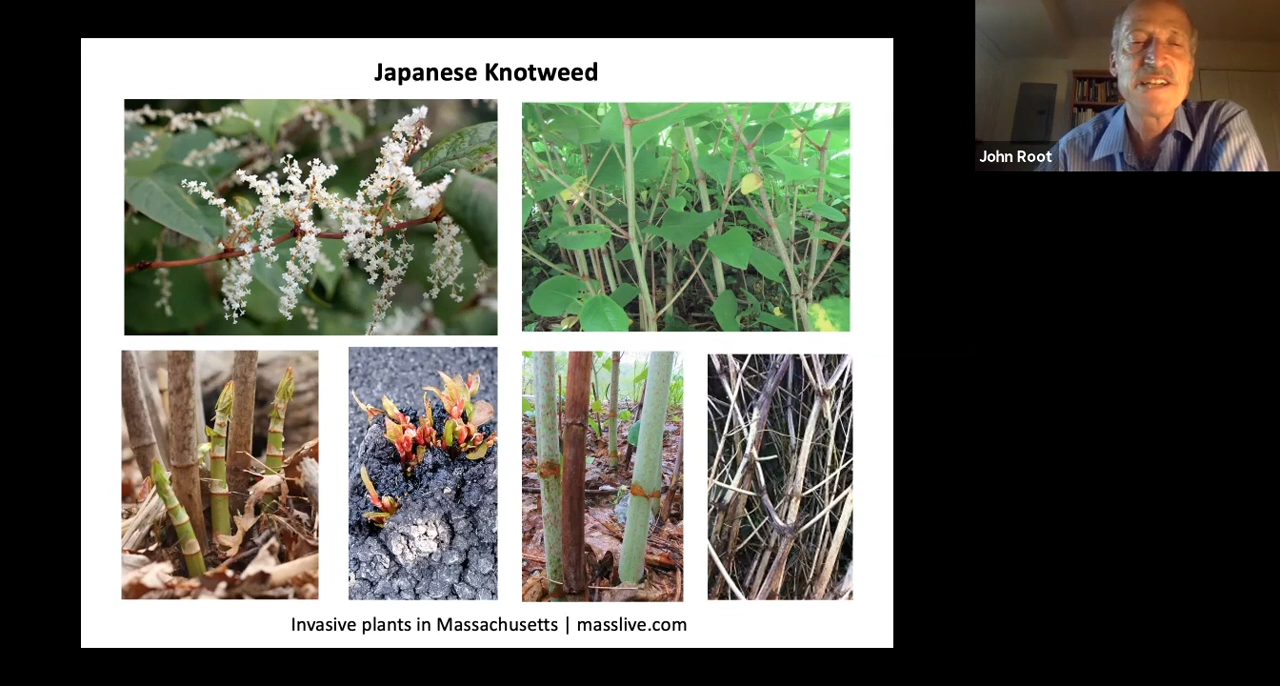 Japanese Knotweed
John Root
Invasive plants in Massachusetts | masslive.com